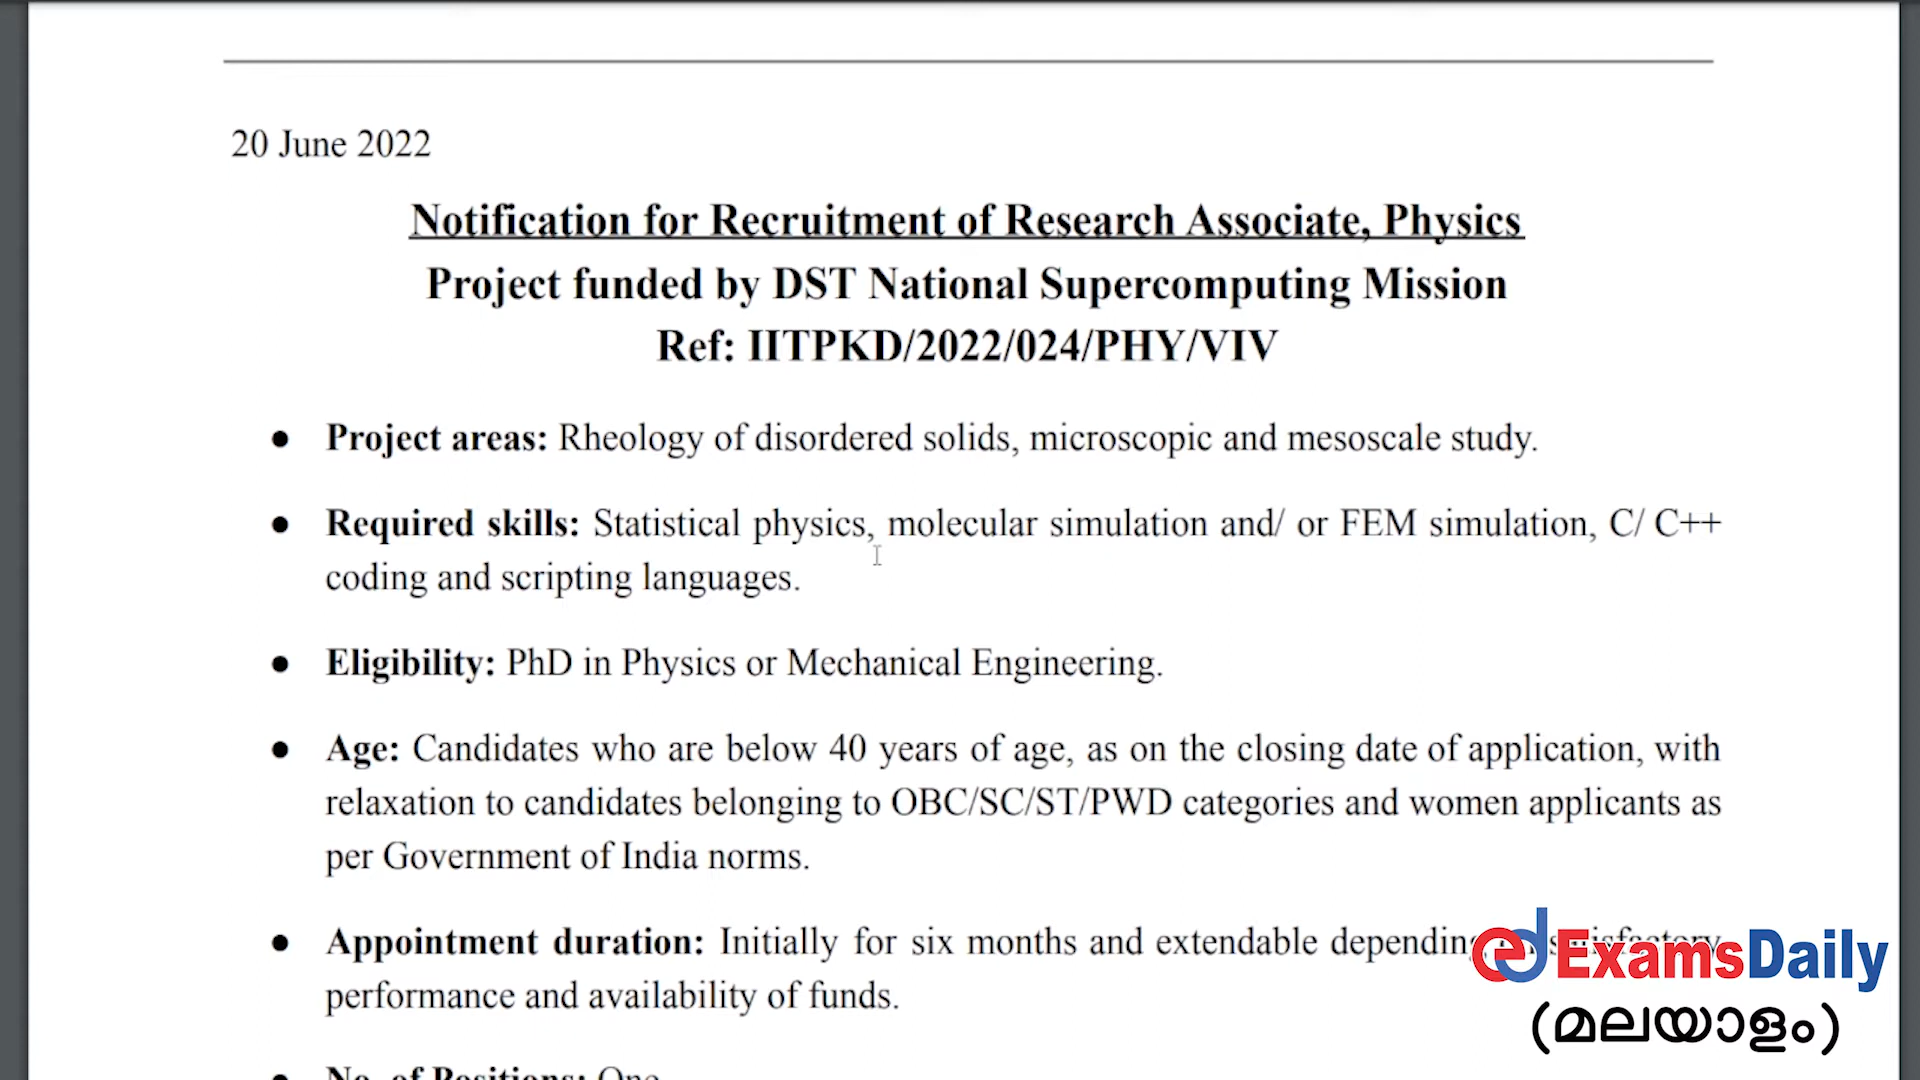 20 June 2022
Notification for Recruitment of Research Associate, Physics
Project funded by DST National Supercomputing Mission
Ref: IITPKD/2022/024/PHY/VIV
● Project areas: Rheology of disordered solids, microscopic and mesoscale study.
● Required skills: Statistical physics, molecular simulation and/ or FEM simulation, C/ C++
coding and scripting languages.
● Eligibility: PhD in Physics or Mechanical Engineering.
● Age: Candidates who are below 40 years of age, as on the closing date of application, with
relaxation to candidates belonging to OBC/SC/ST/PWD categories and women applicants as
per Government of India norms.
● Appointment duration: Initially for six months and extendable depending satisfactory
performance and availability of funds.
● No. of Positions: One
ExamsDaily
(മലയാളം)